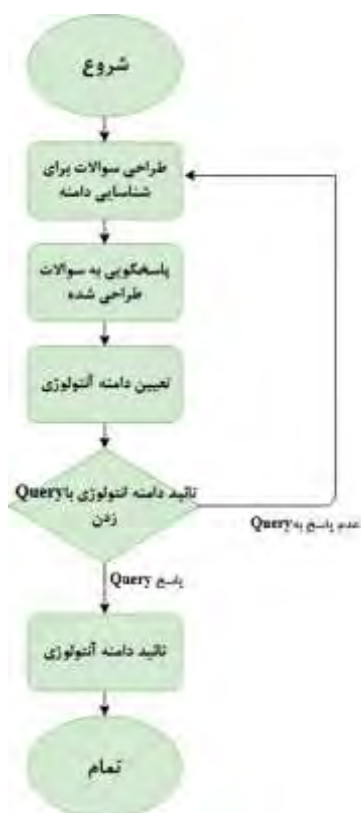 شروع
طراحی سوالات برای
شناسایی دامنه
پاسخگویی به سوالات
طراحی شده
تعیین دامنه آنتولوژی
تائید دامنه انتولوژی با Query
زدن
عدم پاسخ به Query
پاسخ Query
تائید دامنه آنتولوژی
تمام